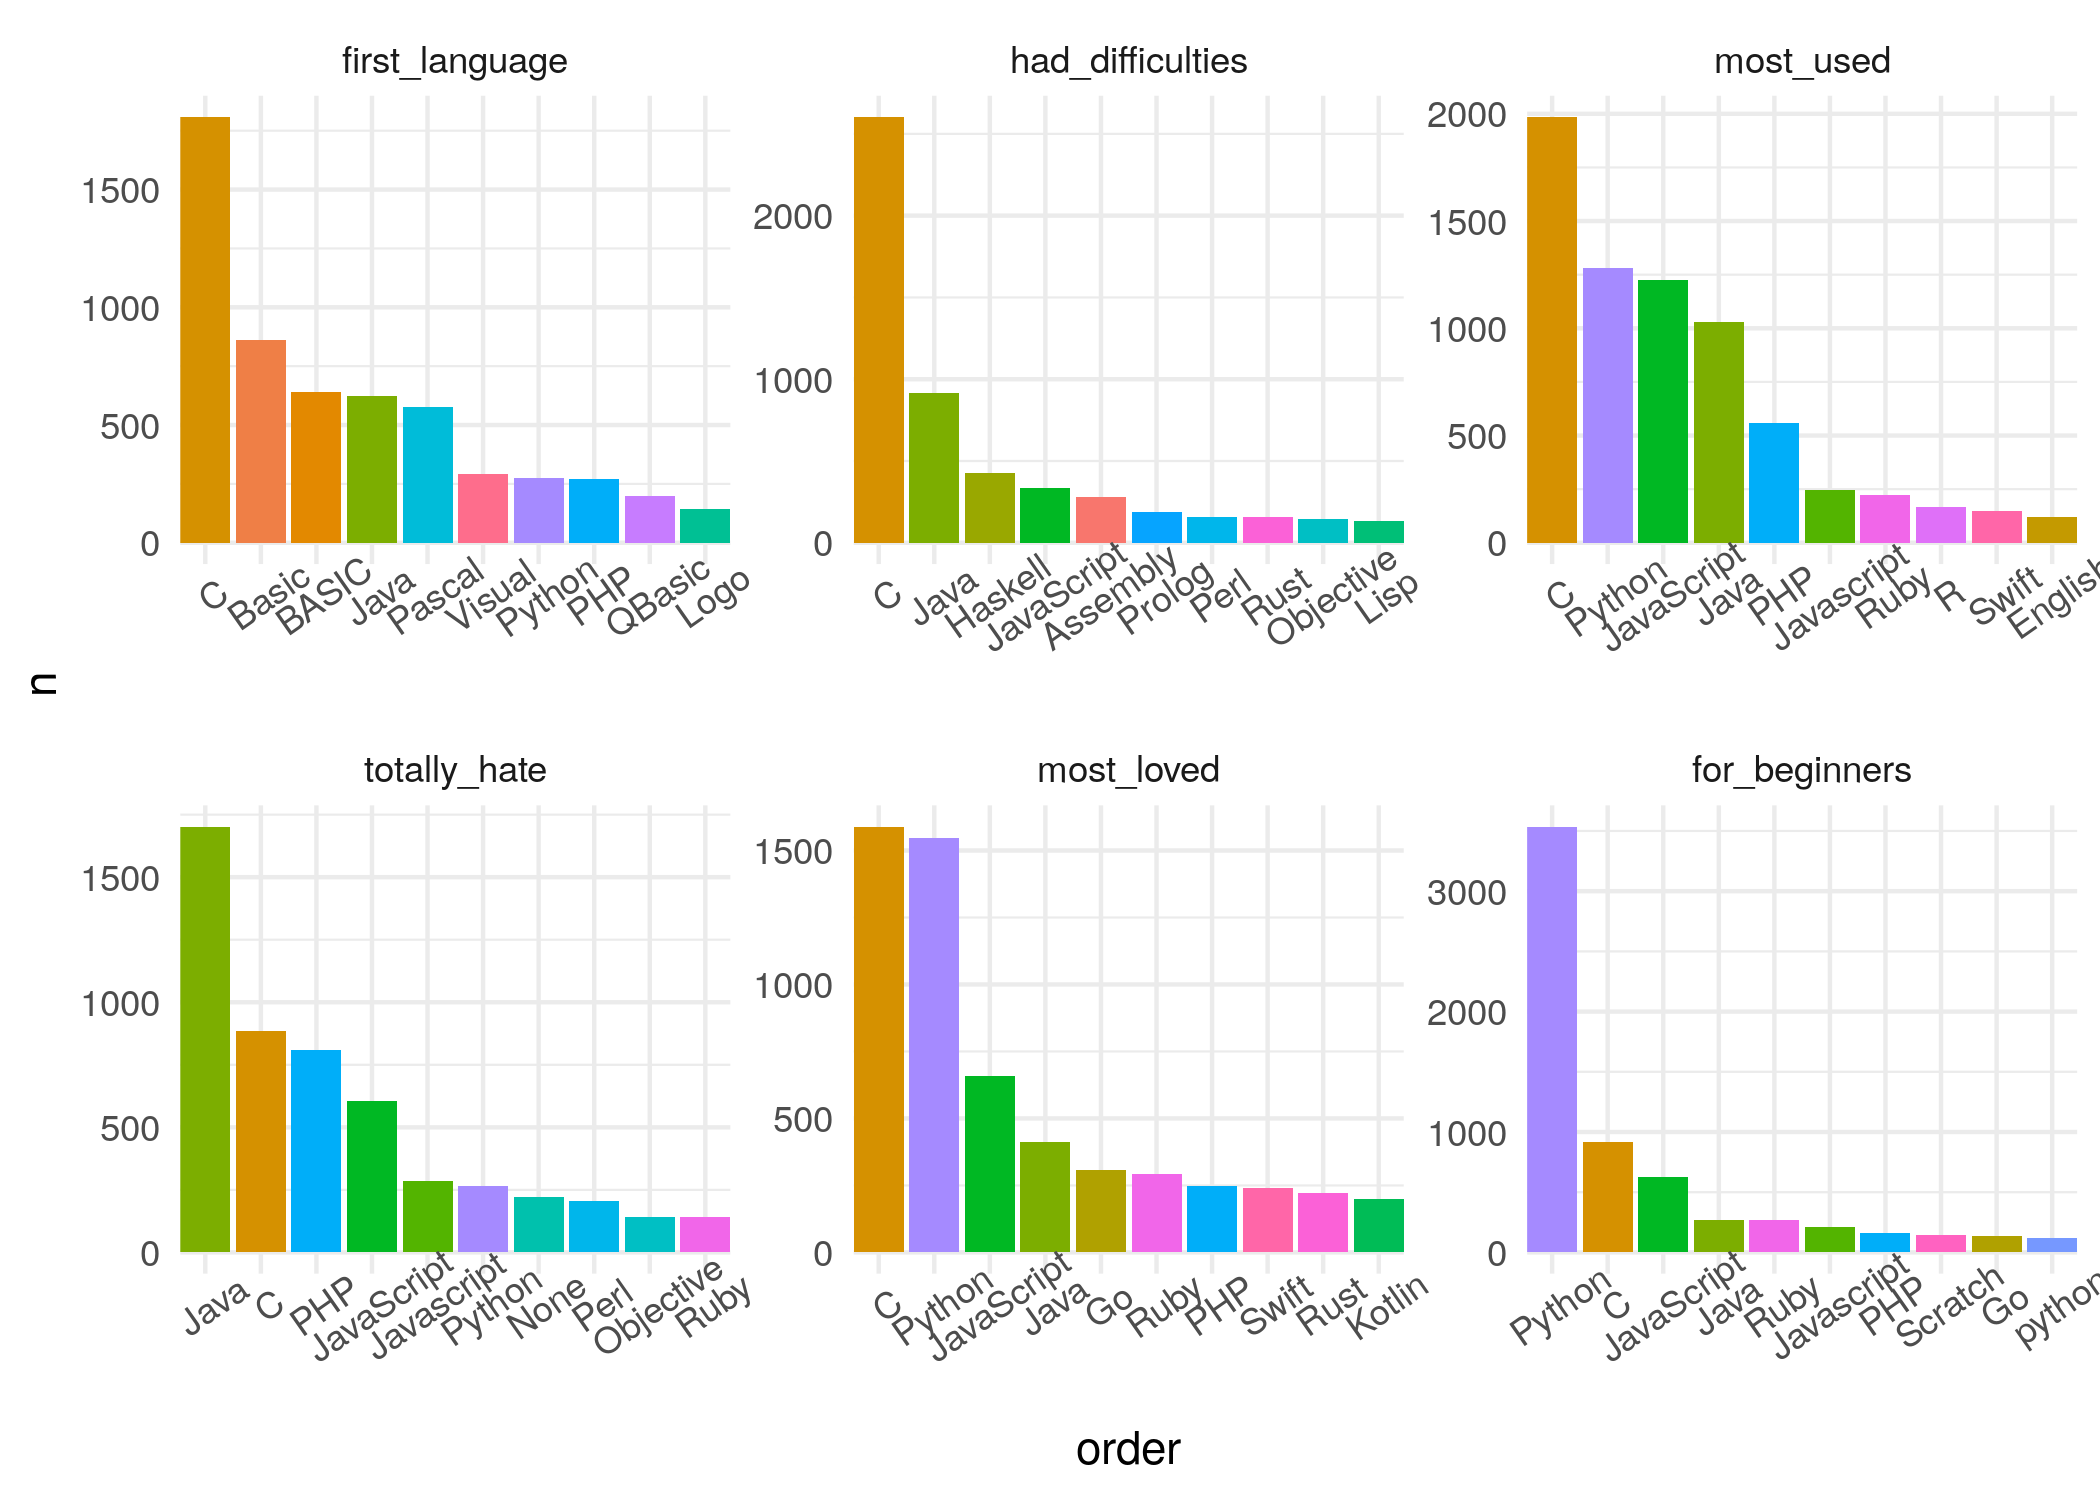 first_language
had_difficulties
most_used
1500
1000
500
0
2000
1000
0
2000
1500
1000
500
0
C
Basic
BASIC
Java
Pascal
Visual
Python
PHP
QBasic
Logo
C
Java
Haskell
JavaScript
Assembly
Prolog
Perl
Rust
Objective
Lisp
C
Python
JavaScript
Java
PHP
Javascript
Ruby
R
Swift
English
n
totally_hate
most_loved
for_beginners
1500
1000
500
0
1500
1000
500
0
3000
2000
1000
0
Java
C
PHP
JavaScript
Javascript
Python
None
Perl
Objective
Ruby
C
Python
JavaScript
Java
Go
Ruby
PHP
Swift
Rust
Kotlin
Python
C
JavaScript
Java
Ruby
Javascript
PHP
Scratch
Go
python
order